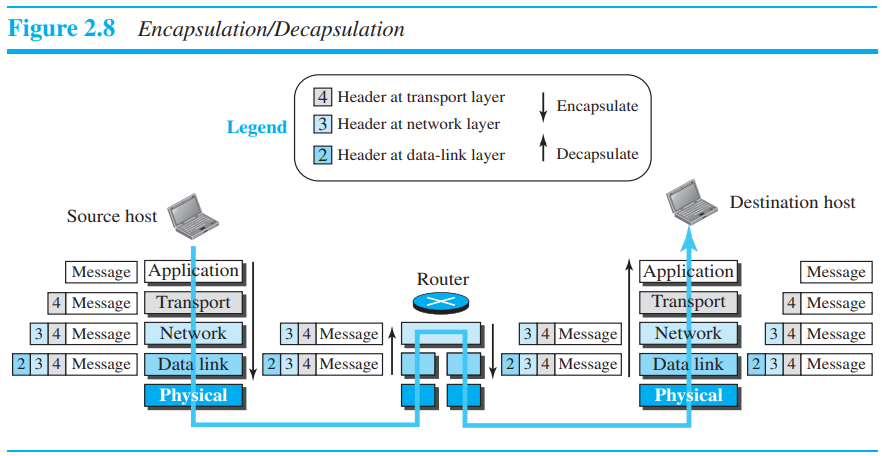 Figure 2.8 Encapsulation/Decapsulation
Legend
4 Header at transport layer
3 Header at network layer
2 Header at data-link layer
Encapsulate
Decapsulate
Source host
Destination host
Router
Message Application
4 Message Transport
3 4 Message Network
2 3 4 Message Data link
Physical
3 4 Message
2 3 4 Message
3 4 Message
2 3 4 Message
Application Message
Transport 4 Message
Network 3 4 Message
Data link 2 3 4 Message
Physical